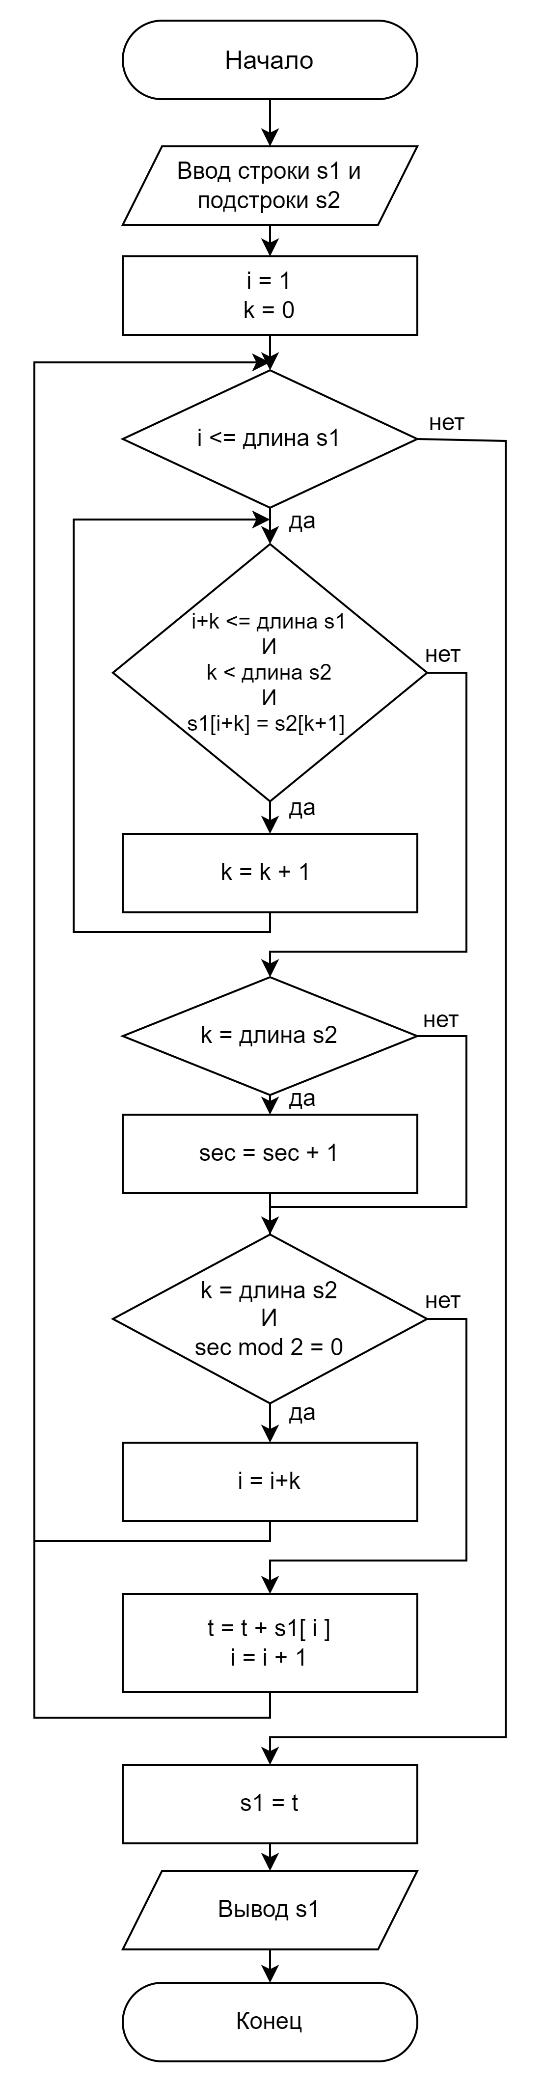 Начало
Ввод строки s1 и
подстроки s2
i = 1
k = 0
i <= длина s1
нет
да
i+k <= длина s1
И
k < длина s2
И
s1[i+k] = s2[k+1]
нет
да
k = k + 1
k = длина s2
нет
да
sec = sec + 1
k = длина s2
И
sec mod 2 = 0
нет
да
i = i+k
t = t + s1[ i ]
i = i + 1
s1 = t
Вывод s1
Конец